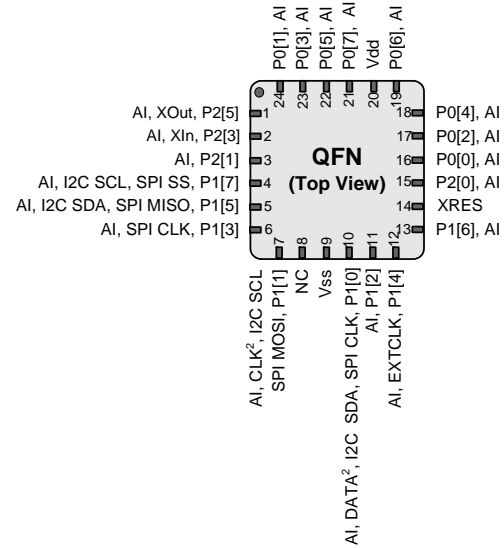 P0[1], AI
P0[3], AI
P0[5], AI
P0[7], AI
Vdd
P0[6], AI
24
23
22
21
20
19
AI, XOut, P2[5]
1
AI, XIn, P2[3]
2
AI, P2[1]
3
AI, I2C SCL, SPI SS, P1[7]
4
AI, I2C SDA, SPI MISO, P1[5]
5
AI, SPI CLK, P1[3]
6
QFN
(Top View)
18
P0[4], AI
17
P0[2], AI
16
P0[0], AI
15
P2[0], AI
14
XRES
13
P1[6], AI
7
8
9
10
11
12
AI, CLK², I2C SCL
SPI MOSI, P1[1]
NC
Vss
AI, DATA², I2C SDA, SPI CLK, P1[0]
AI, P1[2]
AI, EXTCLK, P1[4]